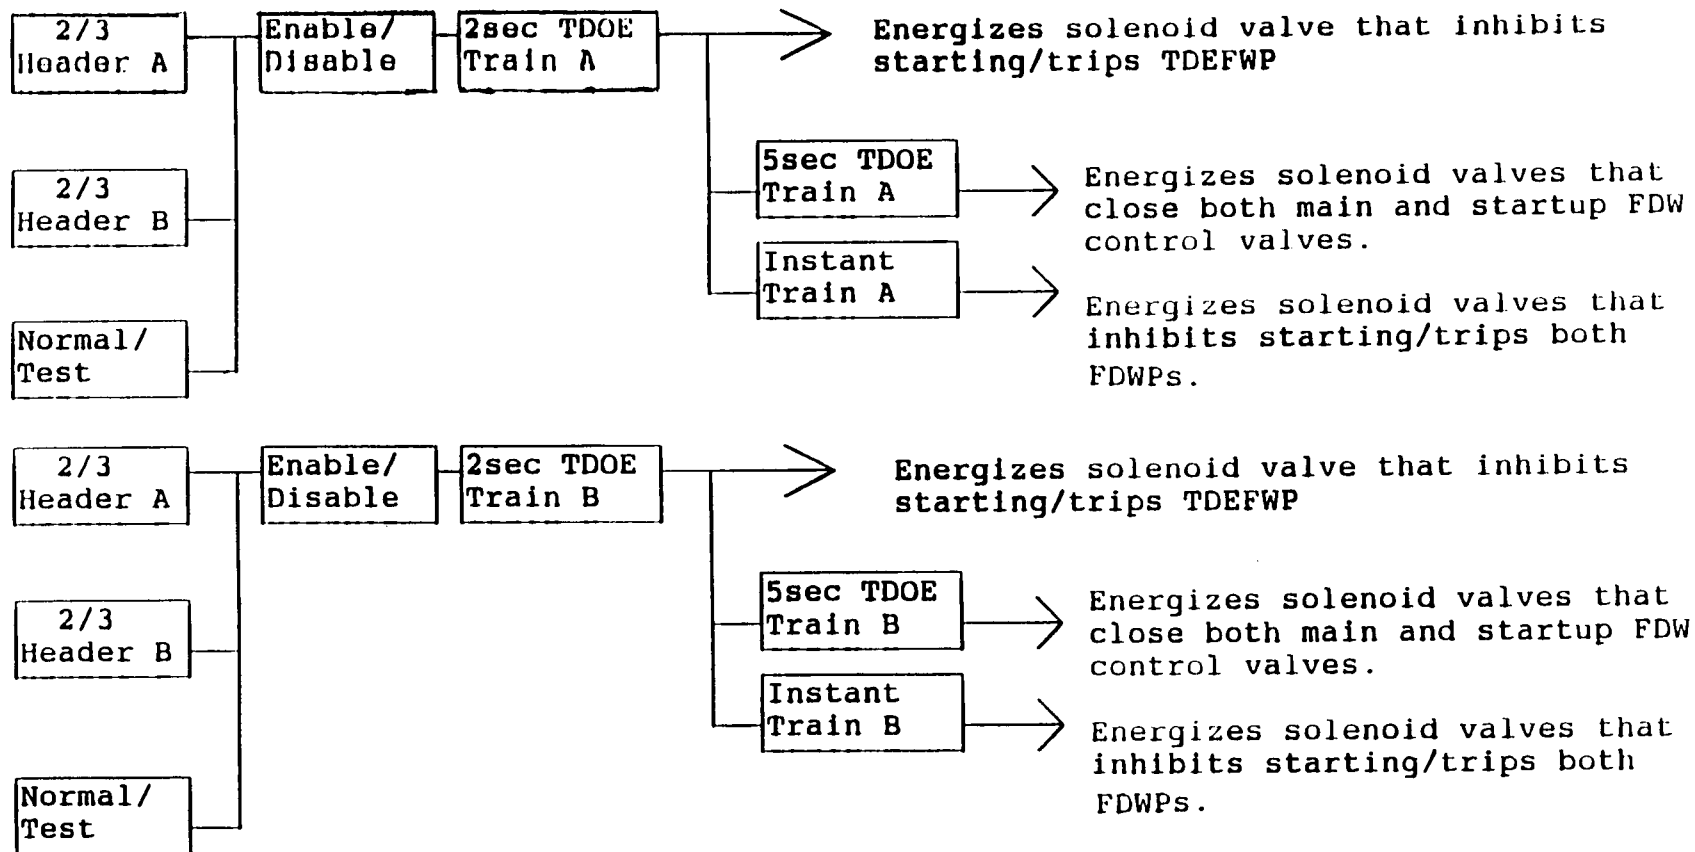 2/3
Header A
Enable/
Disable
2sec TDOE
Train A
Energizes solenoid valve that inhibits
starting/trips TDEFWP
2/3
Header B
5sec TDOE
Train A
Energizes solenoid valves that
close both main and startup FDW
control valves.
Instant
Train A
Energizes solenoid valves that
inhibits starting/trips both
FDWPs.
Normal/
Test
2/3
Header A
Enable/
Disable
2sec TDOE
Train B
Energizes solenoid valve that inhibits
starting/trips TDEFWP
2/3
Header B
5sec TDOE
Train B
Energizes solenoid valves that
close both main and startup FDW
control valves.
Instant
Train B
Energizes solenoid valves that
inhibits starting/trips both
FDWPs.
Normal/
Test